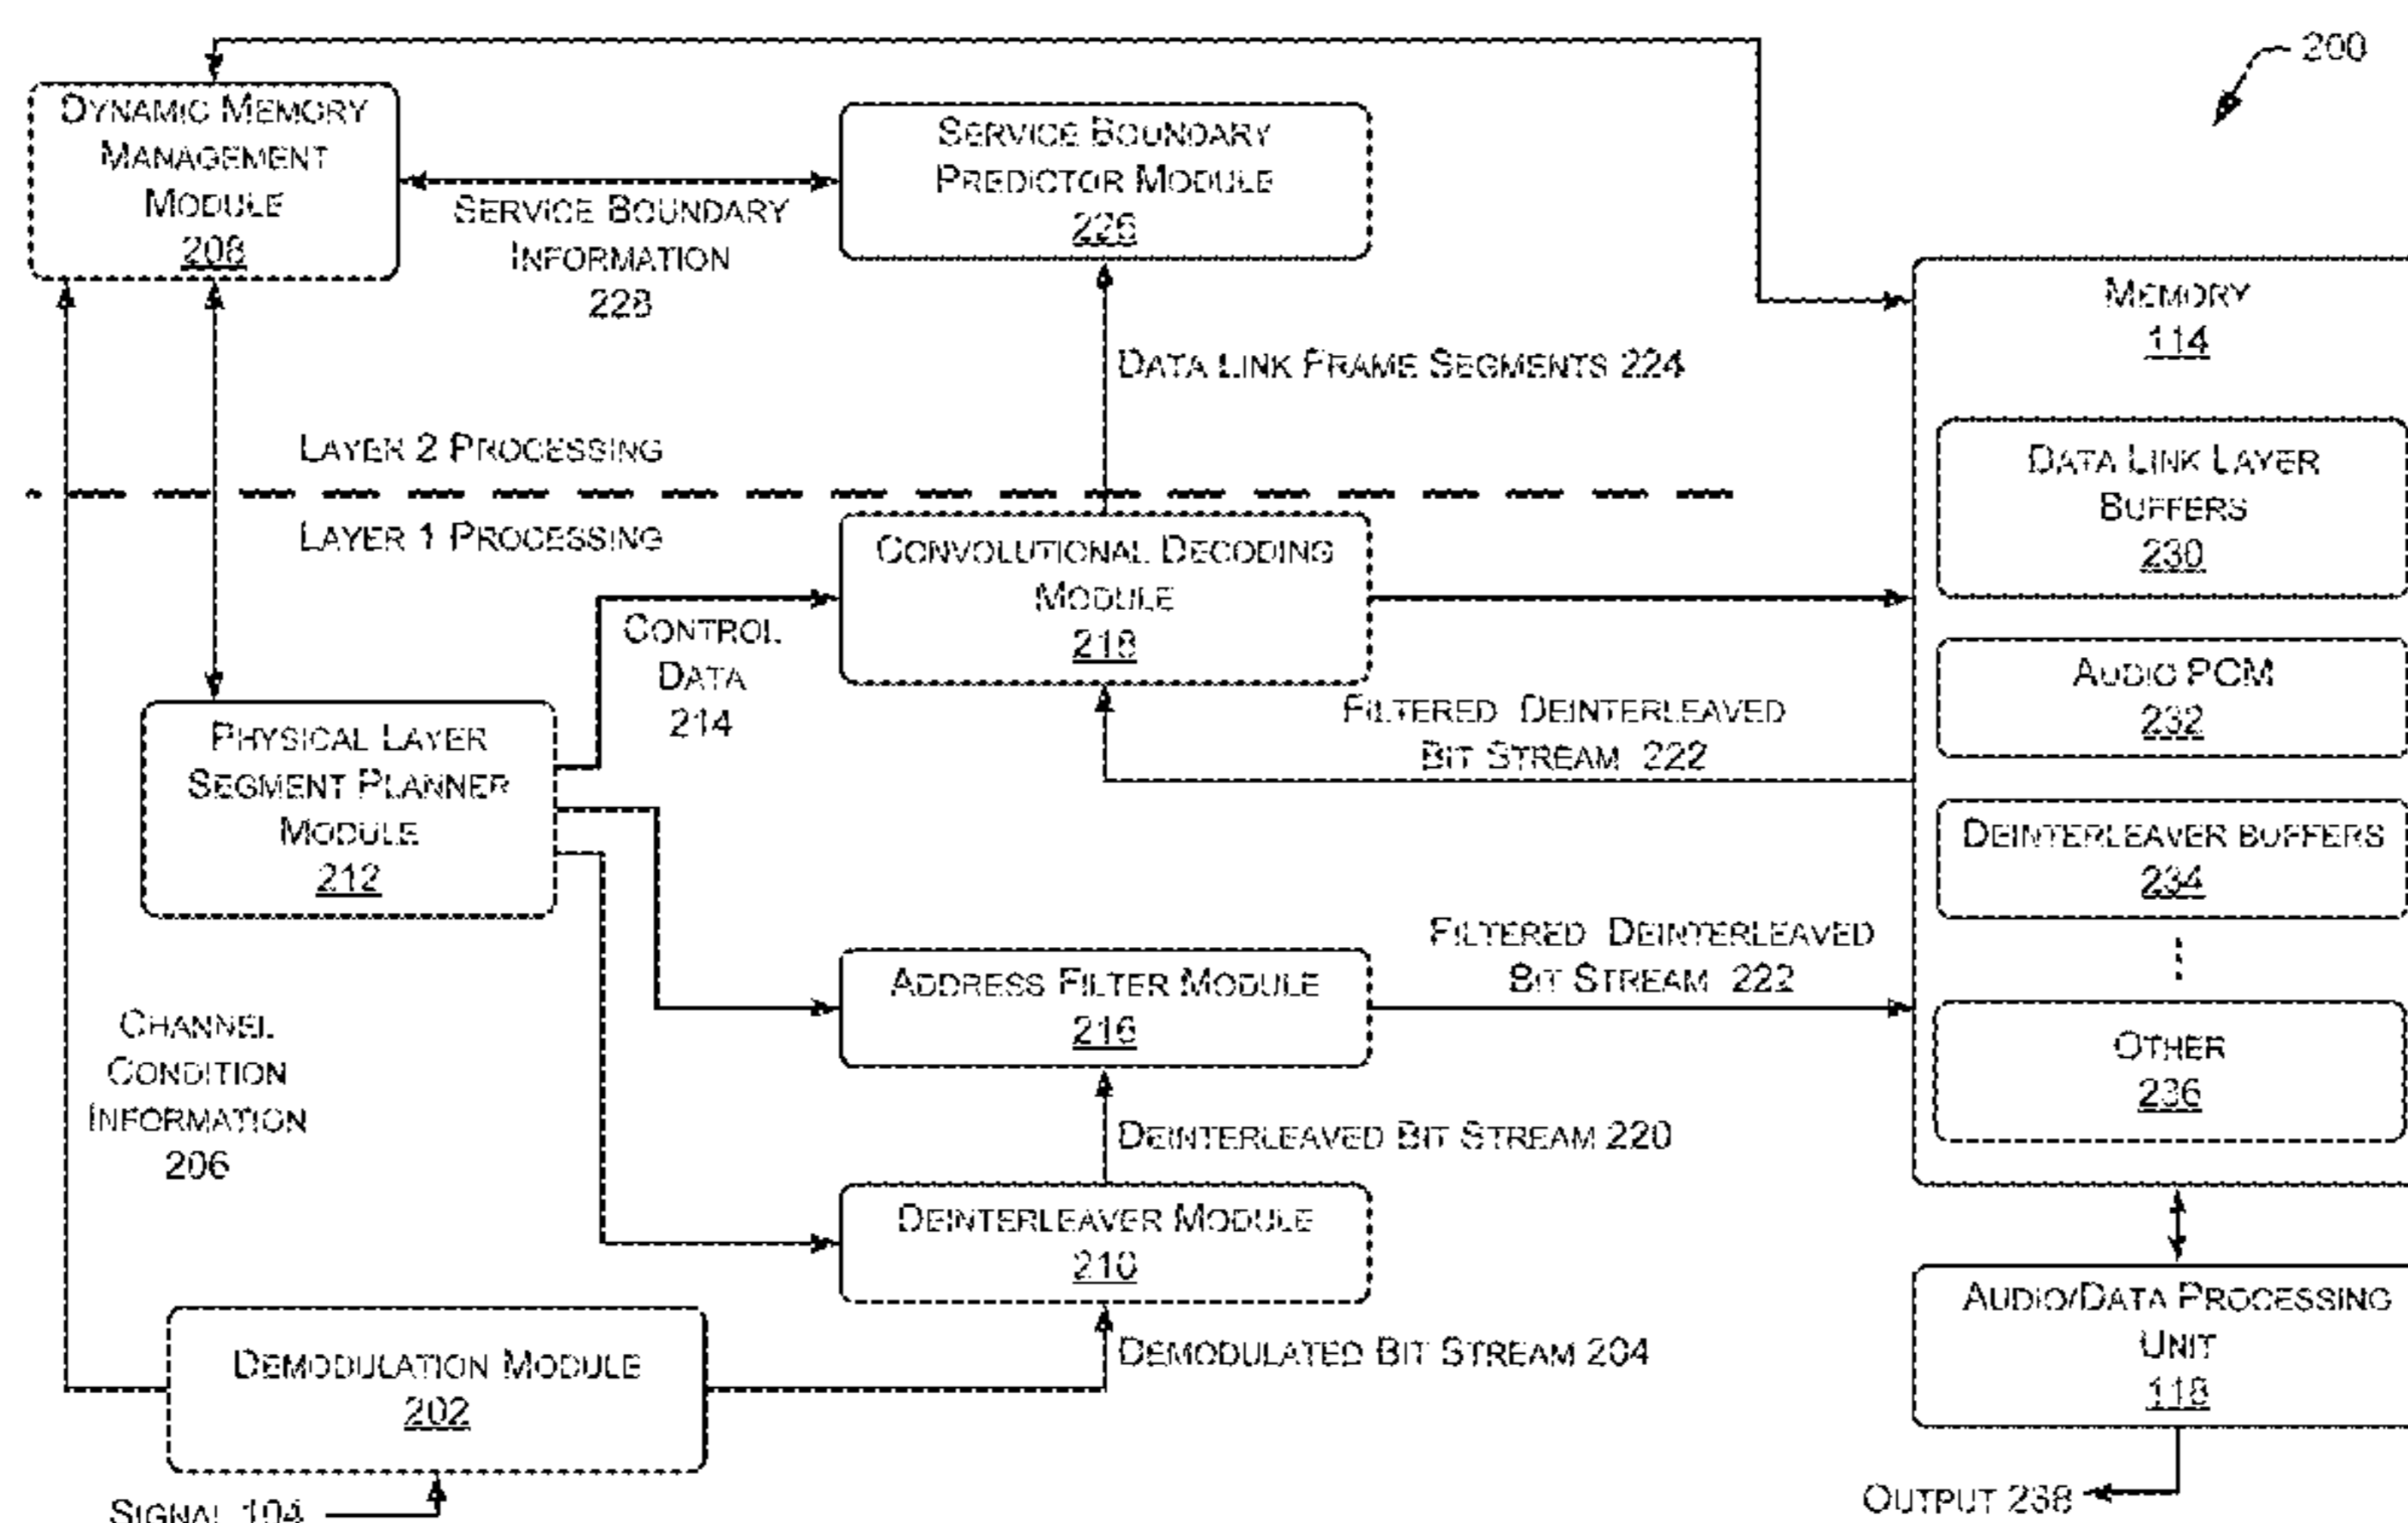 200
DYNAMIC MEMORY
MANAGEMENT
MODULE
208
SERVICE BOUNDARY
PREDICTOR MODULE
226
SERVICE BOUNDARY
INFORMATION
228
MEMORY
114
DATA LINK FRAME SEGMENTS 224
DATA LINK LAYER
BUFFERS
230
LAYER 2 PROCESSING
LAYER 1 PROCESSING
CONVOLUTIONAL DECODING
MODULE
218
CONTROL
DATA
214
AUDIO PCM
232
FILTERED DEINTERLEAVED
BIT STREAM 222
PHYSICAL LAYER
SEGMENT PLANNER
MODULE
212
DEINTERLEAVER BUFFERS
234
FILTERED DEINTERLEAVED
BIT STREAM 222
ADDRESS FILTER MODULE
216
OTHER
236
CHANNEL
CONDITION
INFORMATION
206
DEINTERLEAVED BIT STREAM 220
DEINTERLEAVER MODULE
210
AUDIO/DATA PROCESSING
UNIT
118
DEMODULATION MODULE
202
DEMODULATED BIT STREAM 204
OUTPUT 238
SIGNAL 104